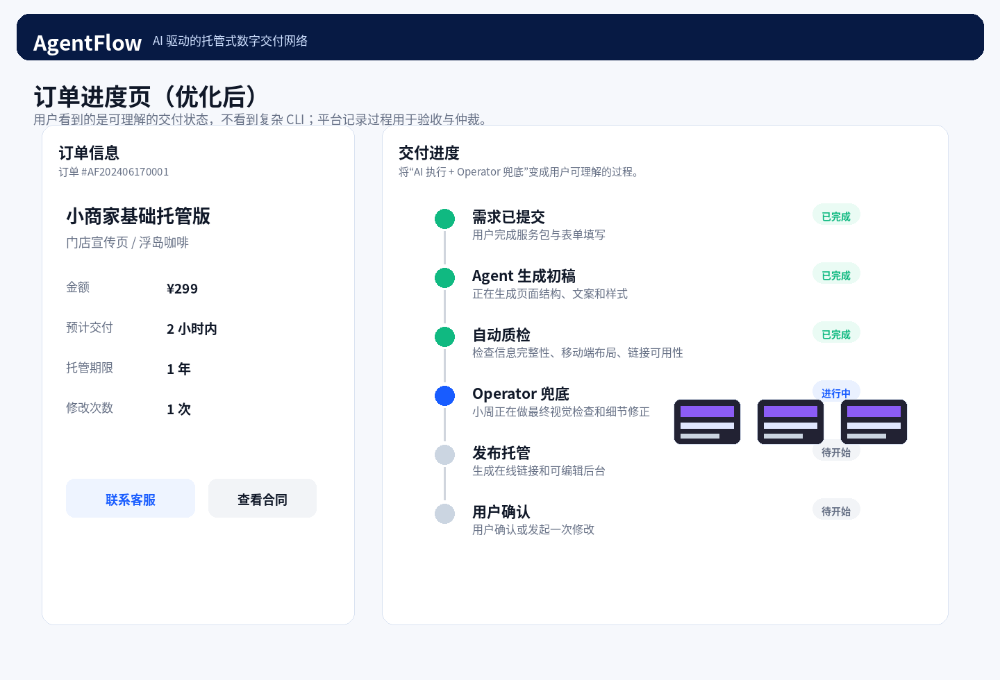 AgentFlow AI 驱动的托管式数字交付网络
订单进度页（优化后）
用户看到的是可理解的交付状态，不看到复杂 CLI；平台记录过程用于验收与仲裁。
订单信息
订单 #AF202406170001
小商家基础托管版
门店宣传页 / 浮岛咖啡
金额 ¥299
预计交付 2 小时内
托管期限 1 年
修改次数 1 次
联系客服 查看合同
交付进度
将“AI 执行 + Operator 兜底”变成用户可理解的过程。
需求已提交 已完成
用户完成服务包与表单填写
Agent 生成初稿 已完成
正在生成页面结构、文案和样式
自动质检 已完成
检查信息完整性、移动端布局、链接可用性
Operator 兜底 进行中
小周正在做最终视觉检查和细节修正
发布托管 待开始
生成在线链接和可编辑后台
用户确认 待开始
用户确认或发起一次修改